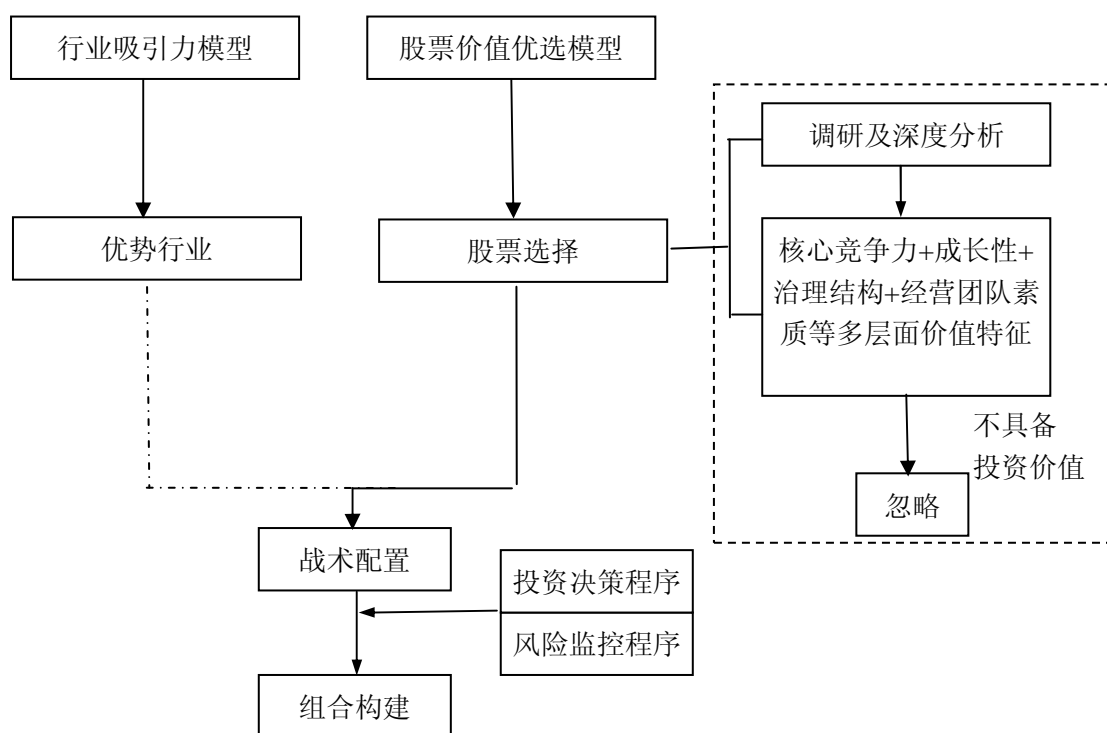 行业吸引力模型
股票价值优选模型
调研及深度分析
优势行业
股票选择
核心竞争力+成长性+
治理结构+经营团队素
质等多层面价值特征
不具备
投资价值
忽略
战术配置
投资决策程序
风险监控程序
组合构建